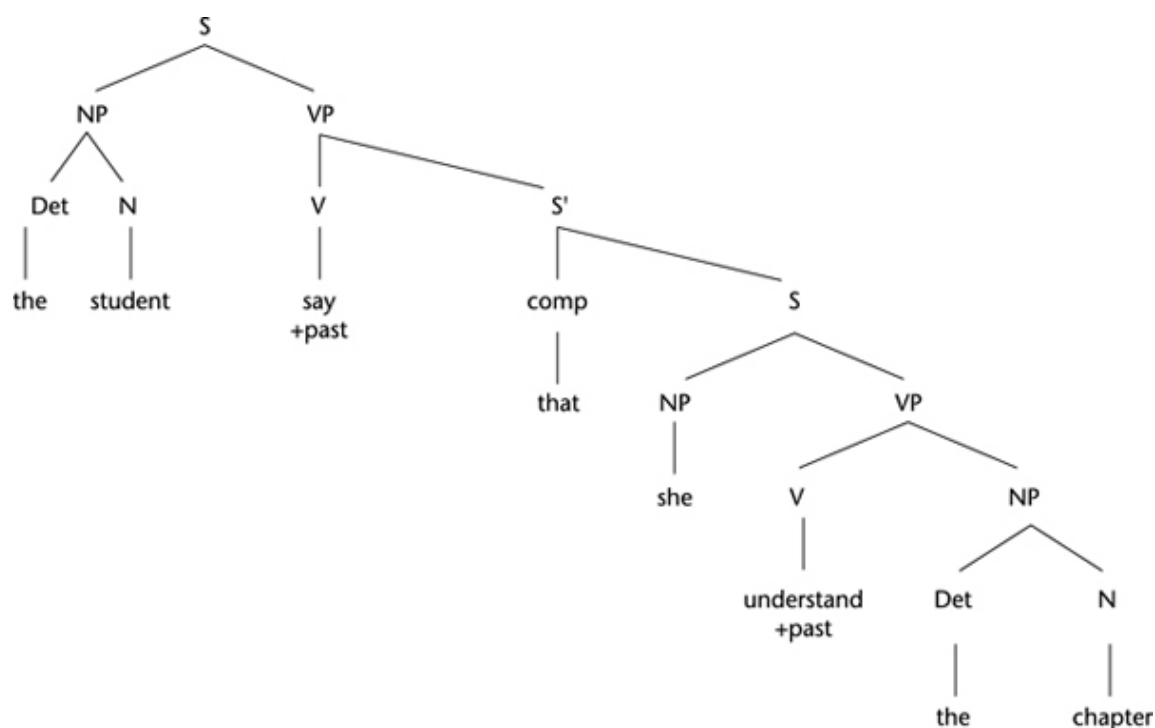 S
NP VP
Det N V S'
the student say comp S
+past
that NP VP
she V NP
understand Det N
+past
the chapter